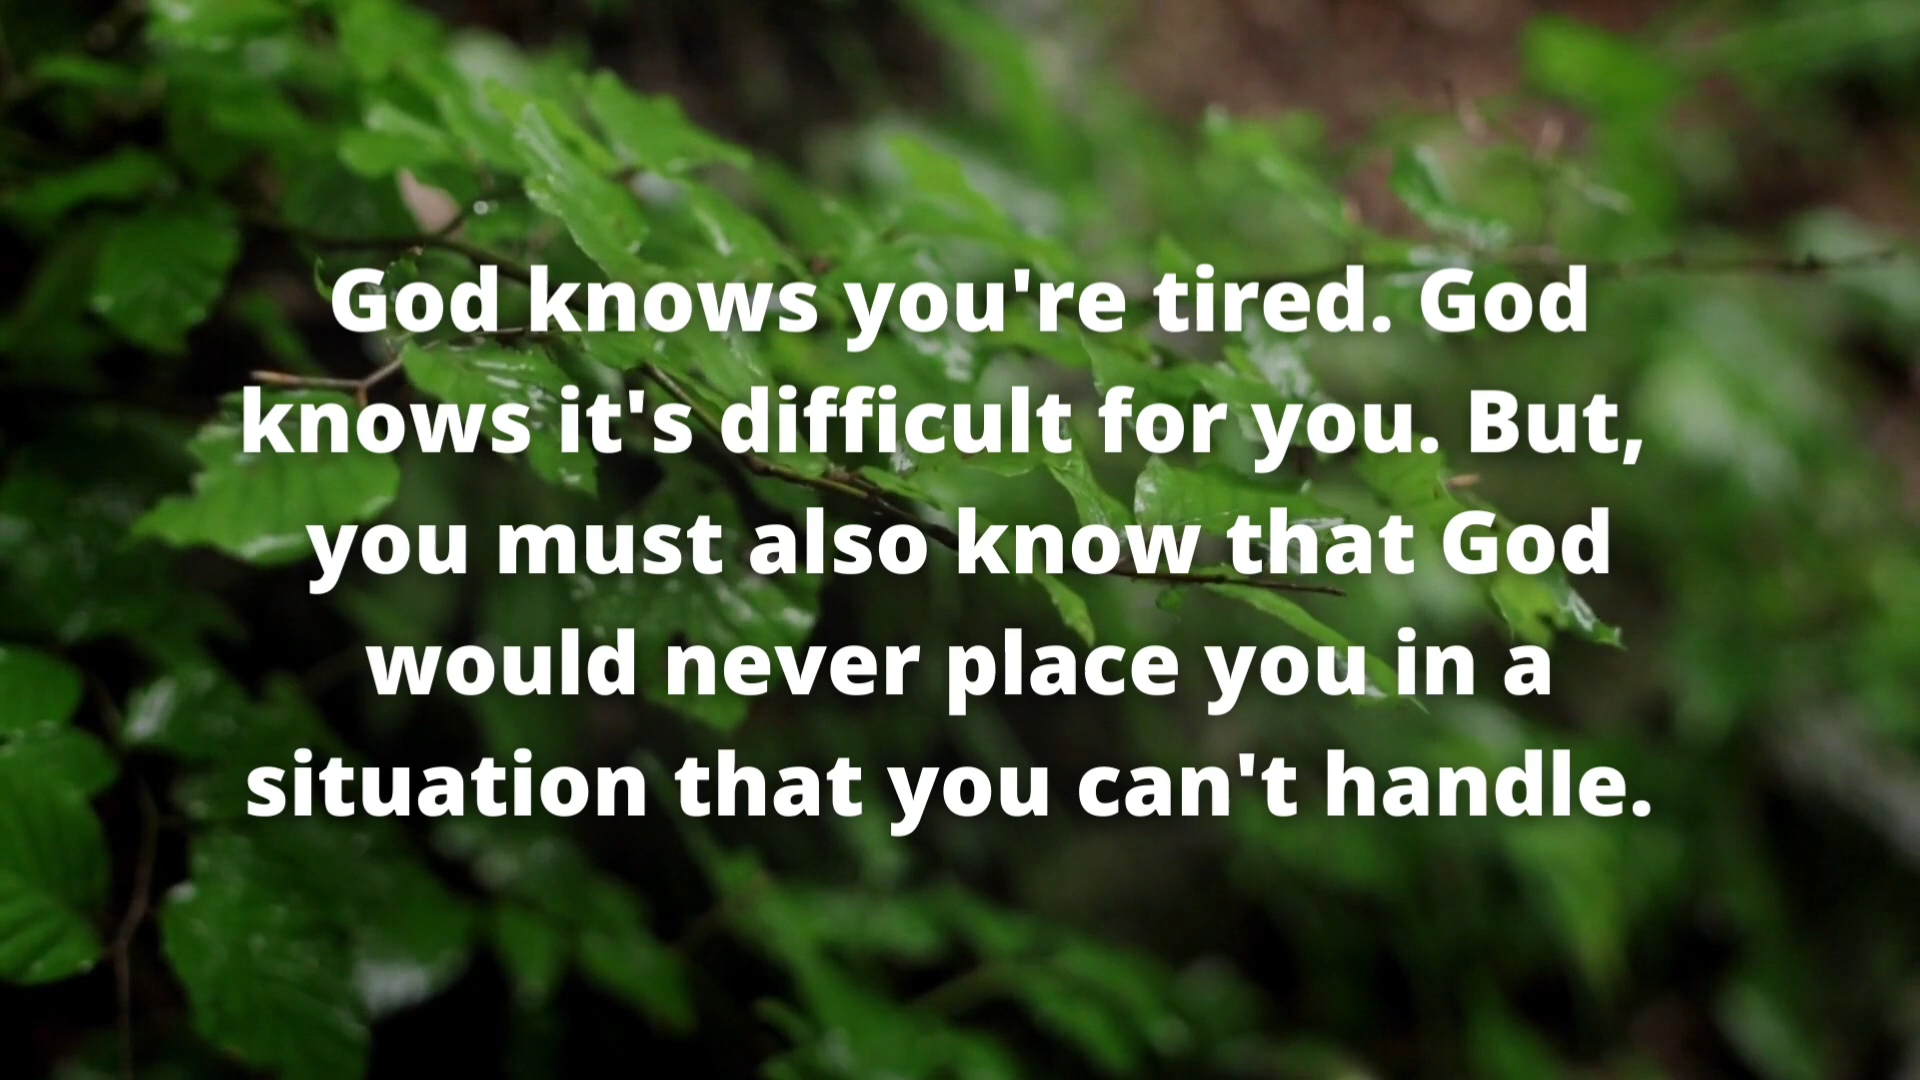 God knows you're tired. God
knows it's difficult for you. But,
you must also know that God
would never place you in a
situation that you can't handle.